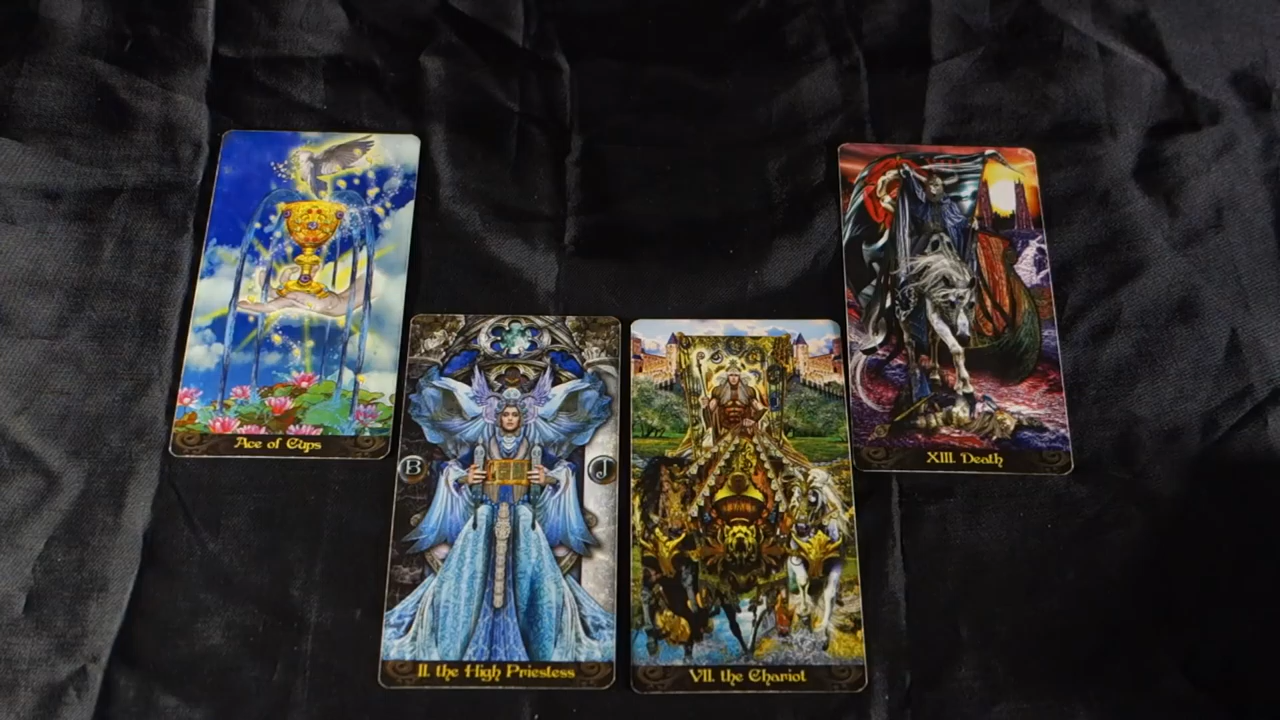 Ace of Cups
B
J
II. the High Priestess
VII. the Chariot
XIII. Death